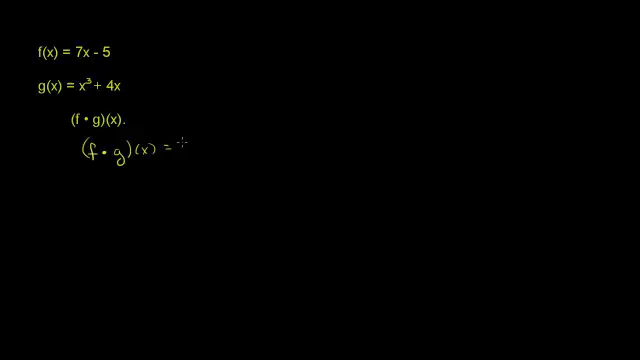 f(x) = 7x - 5
g(x) = x³ + 4x
(f • g)(x).
(f • g)(x) =